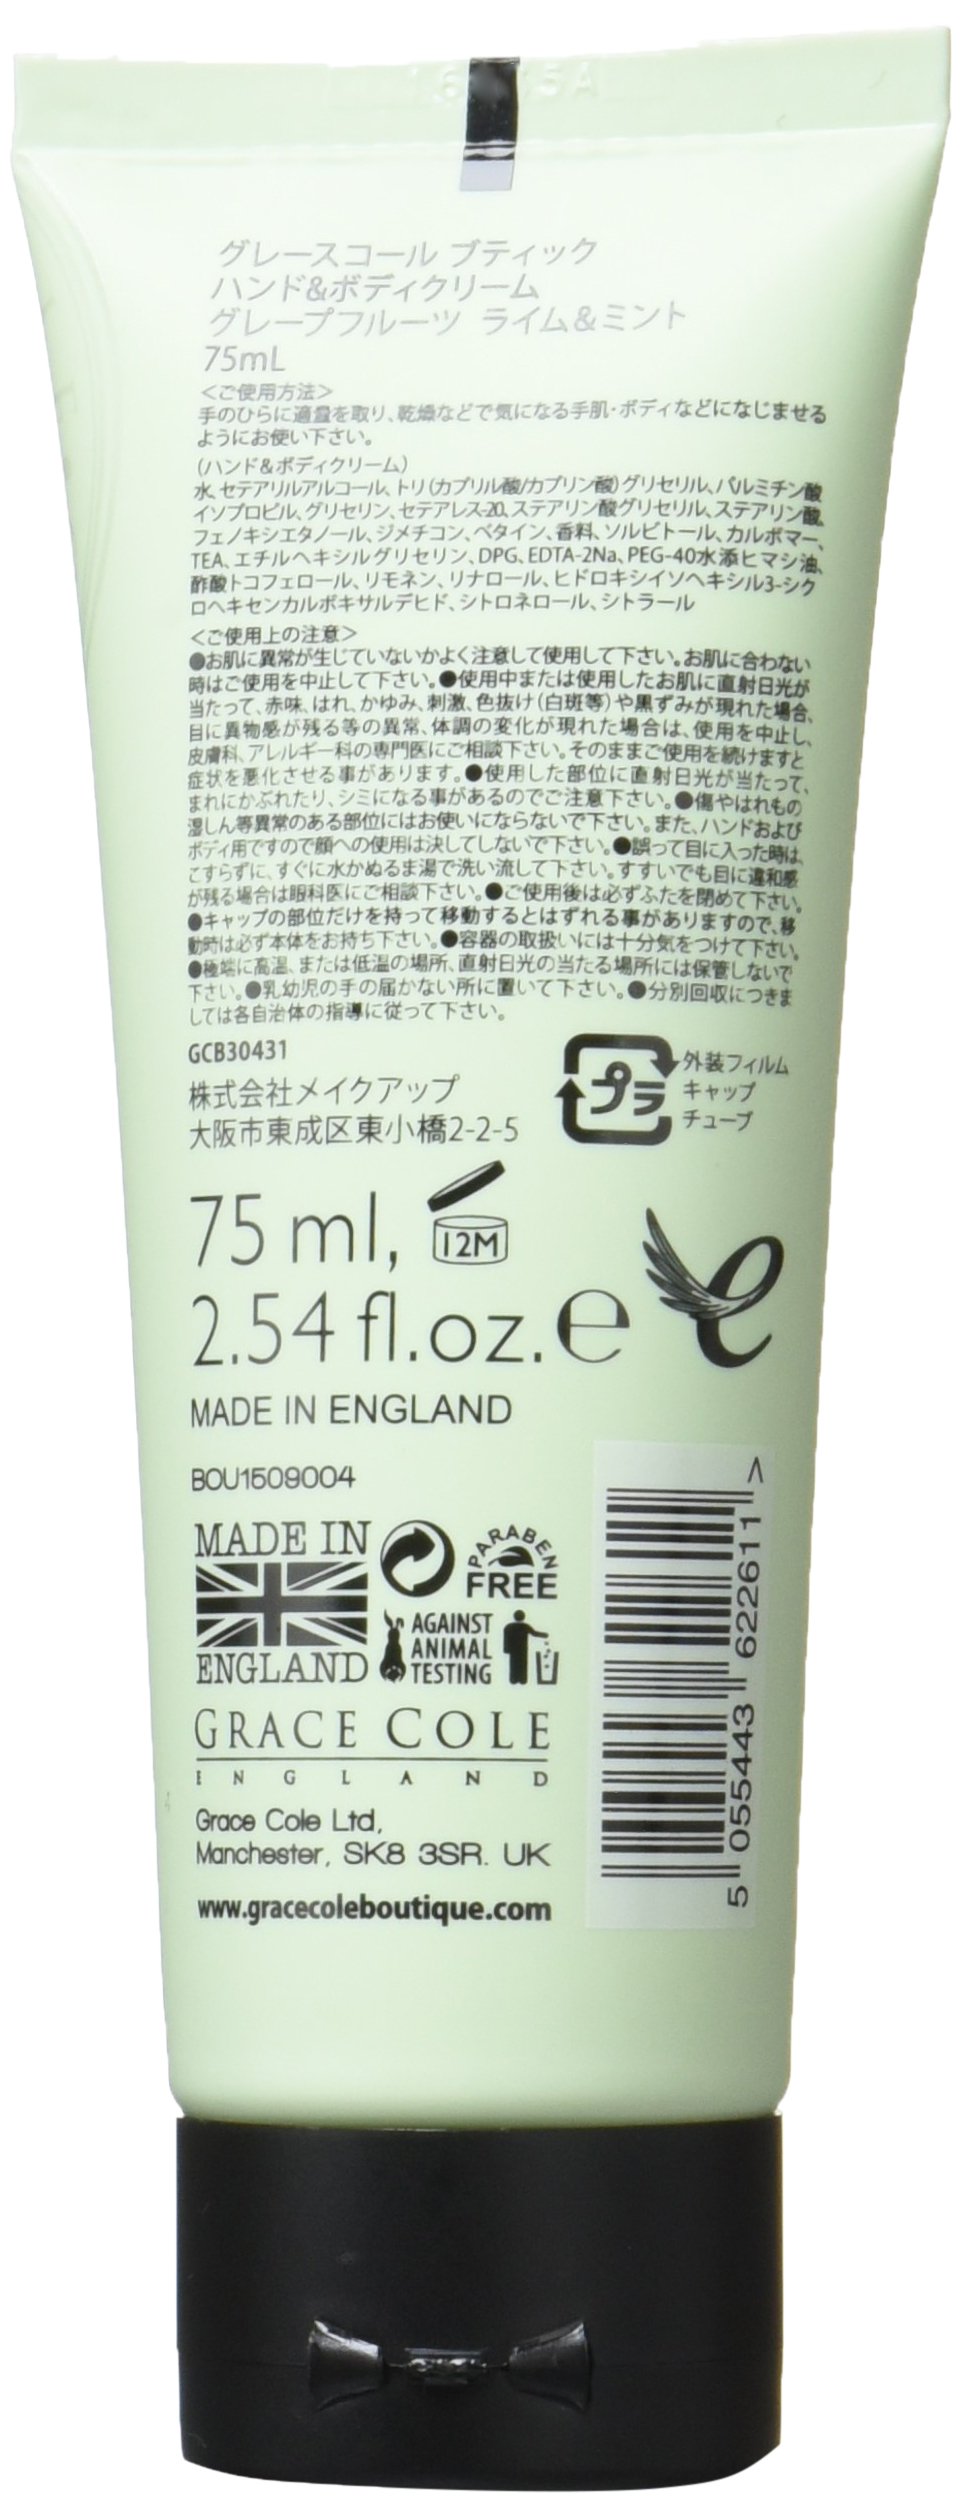 グレースコール ブティック
ハンド&ボディクリーム
グレープフルーツ ライム&ミント
75mL
<ご使用方法>
手のひらに適量を取り、乾燥などで気になる手肌・ボディなどになじませる
ようにお使い下さい。
(ハンド&ボディクリーム)
水、セテアリルアルコール、トリ(カプリル酸/カプリン酸)グリセリル、パルミチン酸
イソプロピル、グリセリン、セテアレス-20、ステアリン酸グリセリル、ステアリン酸、
フェノキシエタノール、ジメチコン、ベタイン、香料、ソルビトール、カルボマー、
TEA、エチルヘキシルグリセリン、DPG、EDTA-2Na、PEG-40水添ヒマシ油、
酢酸トコフェロール、リモネン、リナロール、ヒドロキシイソヘキシル3-シク
ロヘキセンカルボキサルデヒド、シトロネロール、シトラール
<ご使用上の注意>
●お肌に異常が生じていないかよく注意して使用して下さい。お肌に合わない
時はご使用を中止して下さい。●使用中または使用したお肌に直射日光が
当たって、赤味、はれ、かゆみ、刺激、色抜け(白斑等)や黒ずみが現れた場合、
目に異物感が残る等の異常、体調の変化が現れた場合は、使用を中止し、
皮膚科、アレルギー科の専門医にご相談下さい。そのままご使用を続けますと
症状を悪化させる事があります。●使用した部位に直射日光が当たって、
まれにかぶれたり、シミになる事があるのでご注意下さい。●傷やはれもの
湿しん等異常のある部位にはお使いにならないで下さい。また、ハンドおよび
ボディ用ですので顔への使用は決してしないで下さい。●誤って目に入った時は、
こすらずに、すぐに水かぬるま湯で洗い流して下さい。すすいでも目に違和感
が残る場合は眼科医にご相談下さい。●ご使用後は必ずふたを閉めて下さい。
●キャップの部位だけを持って移動するとはずれる事がありますので、移
動時は必ず本体をお持ち下さい。●容器の取扱いには十分気をつけて下さい。
●極端に高温、または低温の場所、直射日光の当たる場所には保管しないで
下さい。●乳幼児の手の届かない所に置いて下さい。●分別回収につきま
しては各自治体の指導に従って下さい。
GCB30431
株式会社メイクアップ
大阪市東成区東小橋2-2-5
プラ
外装フィルム
キャップ
チューブ
75 ml,
12M
2.54 fl.oz. e
MADE IN ENGLAND
BOU1509004
MADE IN
ENGLAND
PARABEN
FREE
AGAINST
ANIMAL
TESTING
GRACE COLE
ENGLAND
Grace Cole Ltd,
Manchester, SK8 3SR. UK
www.gracecoleboutique.com
5 055443 622611 >